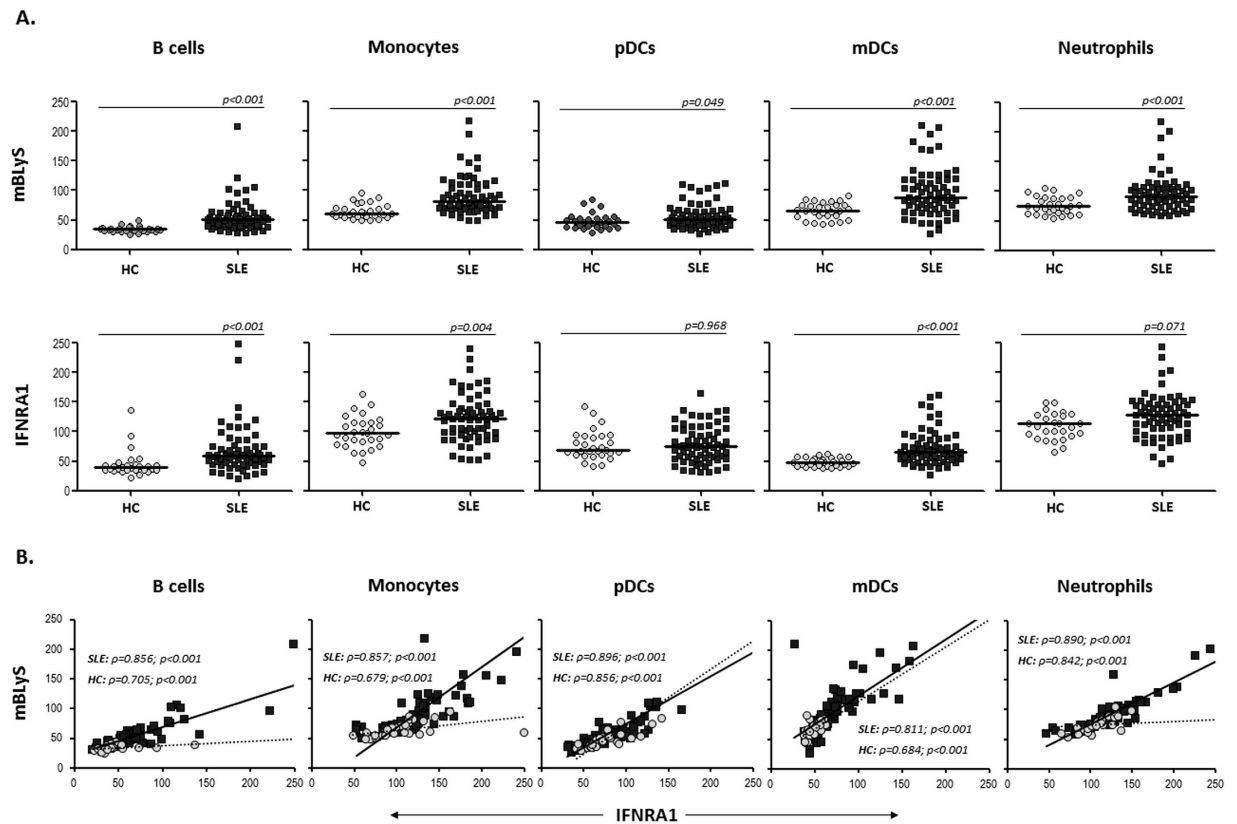 A.
B cells Monocytes pDCs mDCs Neutrophils
p<0.001 p<0.001 p=0.049 p<0.001 p<0.001
mBLyS
250
200
150
100
50
0
HC SLE HC SLE HC SLE HC SLE HC SLE
p<0.001 p=0.004 p=0.968 p<0.001 p=0.071
IFNRA1
250
200
150
100
50
0
HC SLE HC SLE HC SLE HC SLE HC SLE
B.
B cells Monocytes pDCs mDCs Neutrophils
mBLyS
250
200
150
100
50
0
SLE: ρ=0.856; p<0.001
HC: ρ=0.705; p<0.001
SLE: ρ=0.857; p<0.001
HC: ρ=0.679; p<0.001
SLE: ρ=0.896; p<0.001
HC: ρ=0.856; p<0.001
SLE: ρ=0.811; p<0.001
HC: ρ=0.684; p<0.001
SLE: ρ=0.890; p<0.001
HC: ρ=0.842; p<0.001
0 50 100 150 200 250 0 50 100 150 200 250 0 50 100 150 200 250 0 50 100 150 200 250 0 50 100 150 200 250
IFNRA1